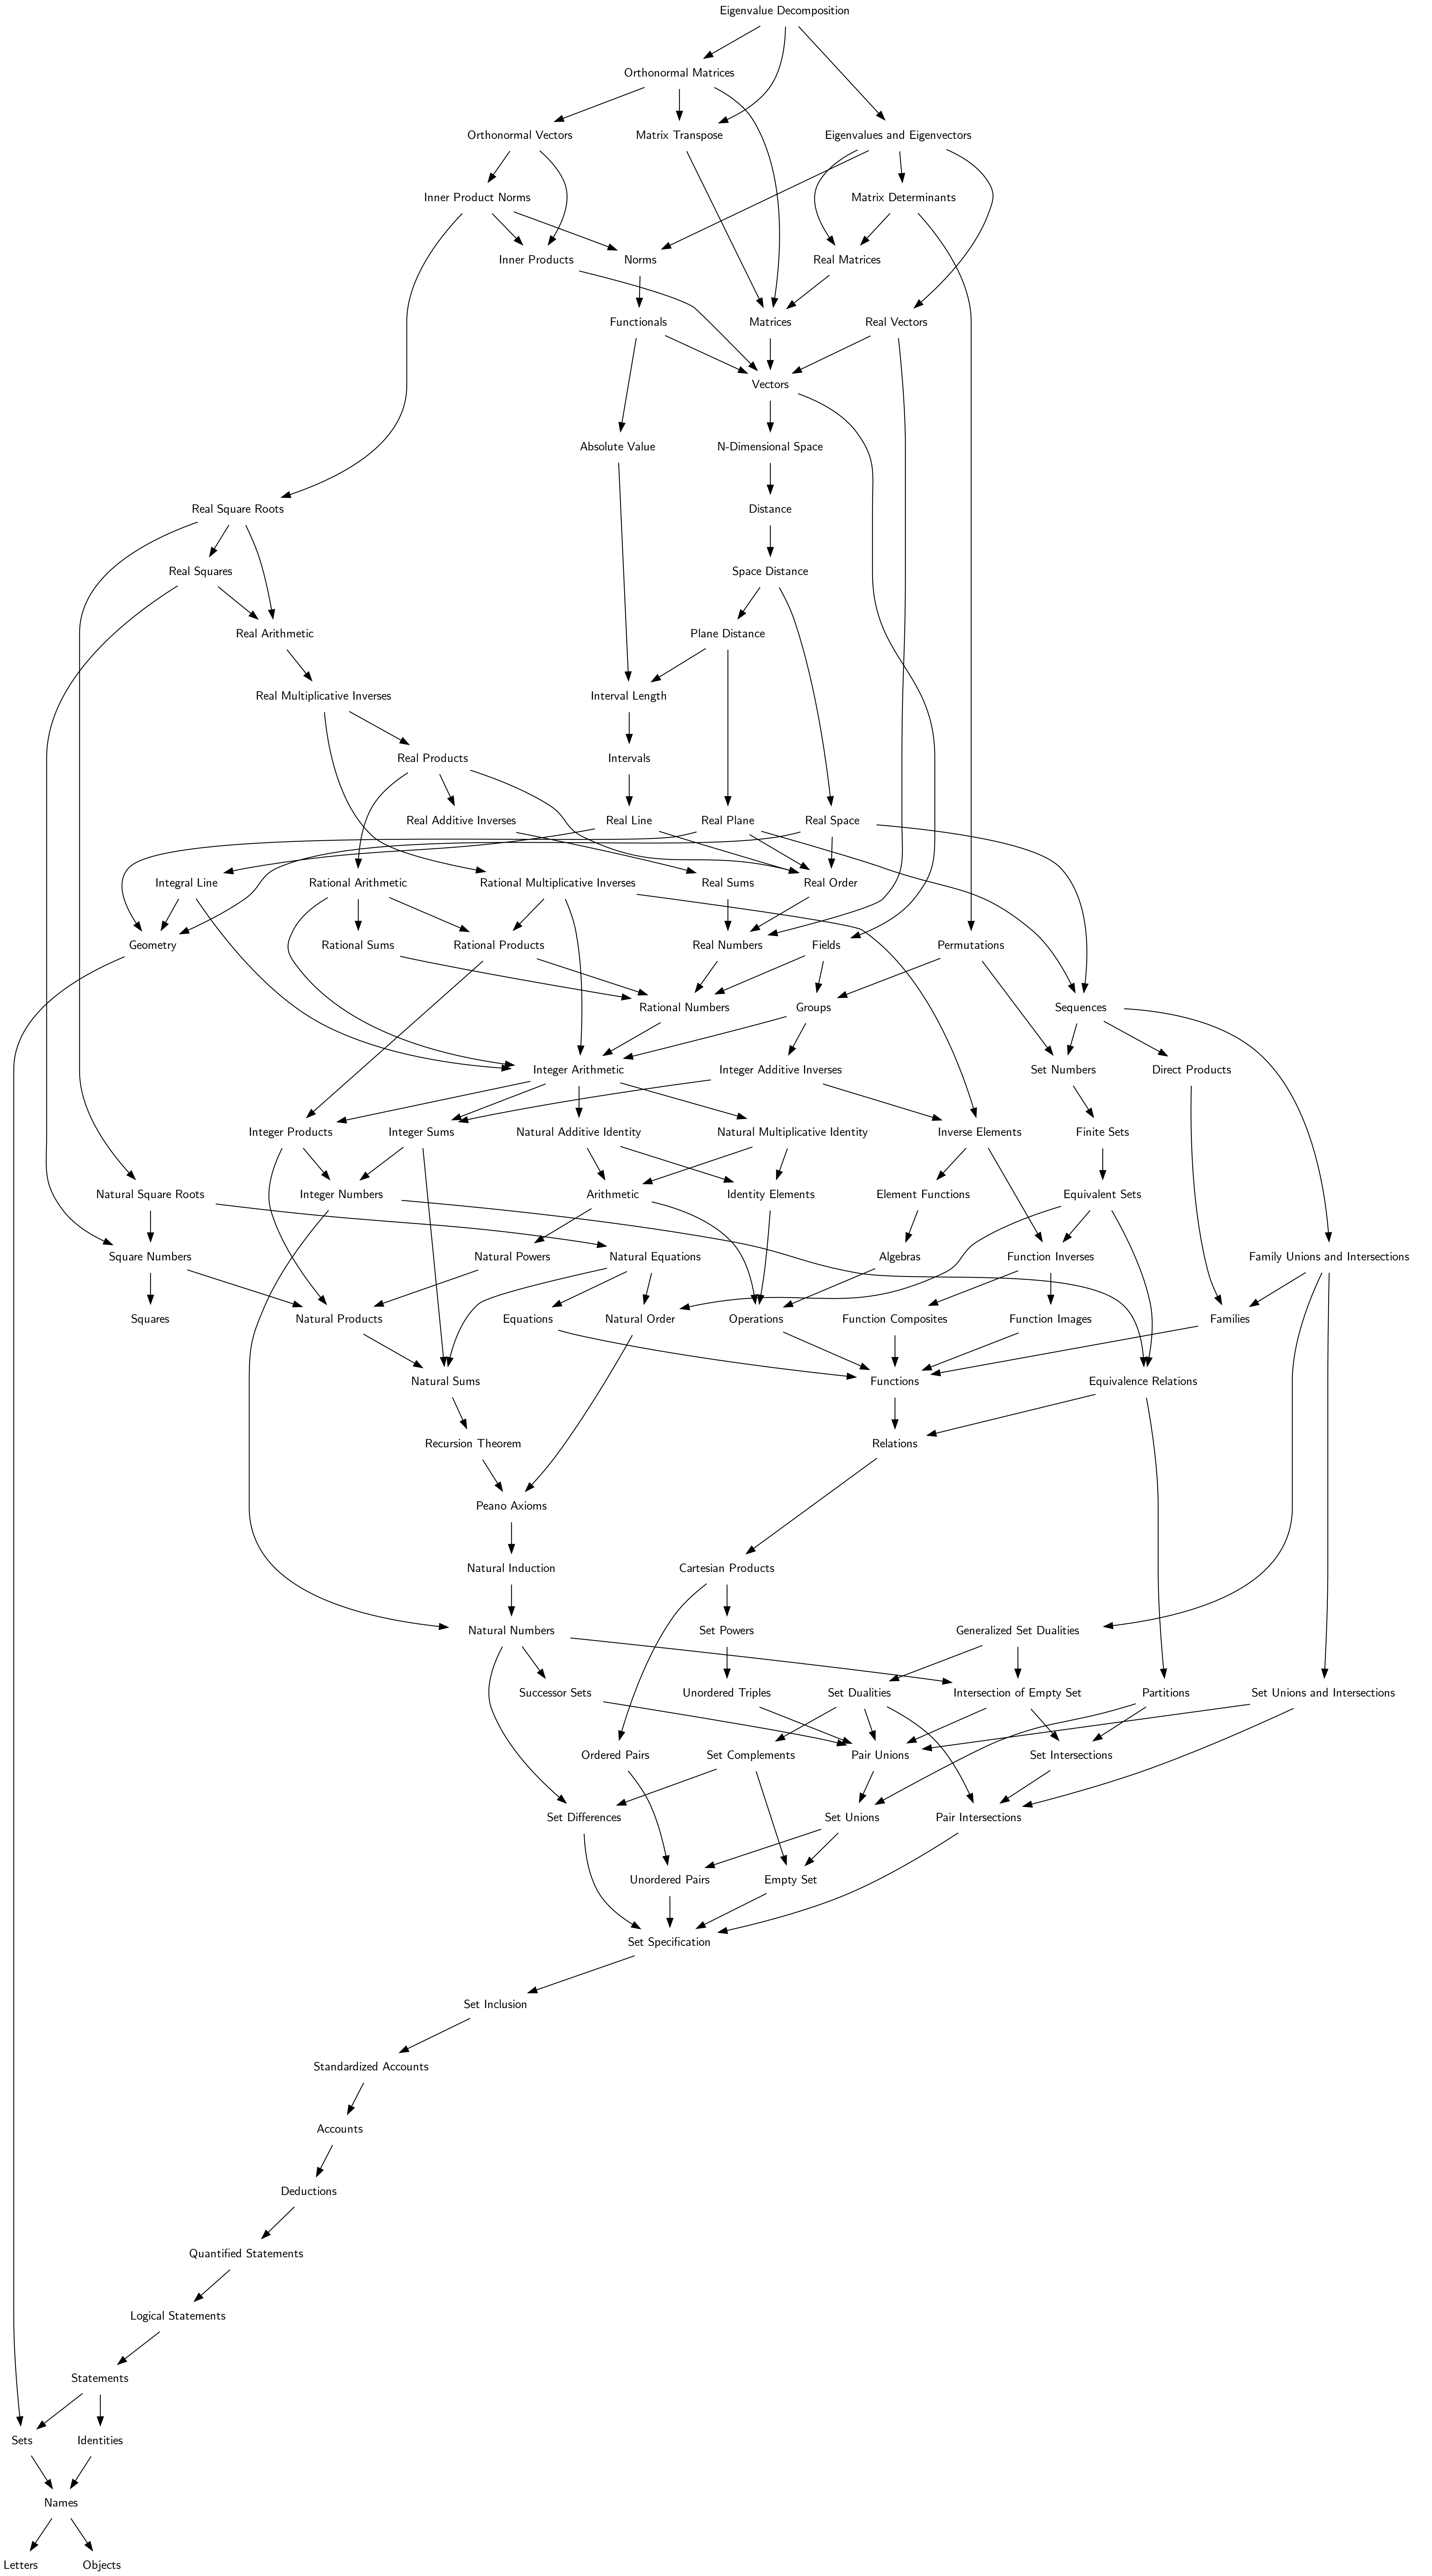 Eigenvalue Decomposition
Orthonormal Matrices
Orthonormal Vectors
Matrix Transpose
Eigenvalues and Eigenvectors
Inner Product Norms
Matrix Determinants
Inner Products
Norms
Real Matrices
Functionals
Matrices
Real Vectors
Vectors
Absolute Value
N-Dimensional Space
Real Square Roots
Distance
Real Squares
Space Distance
Real Arithmetic
Plane Distance
Real Multiplicative Inverses
Interval Length
Real Products
Intervals
Real Additive Inverses
Real Line
Real Plane
Real Space
Integral Line
Rational Arithmetic
Rational Multiplicative Inverses
Real Sums
Real Order
Geometry
Rational Sums
Rational Products
Real Numbers
Fields
Permutations
Rational Numbers
Groups
Sequences
Integer Arithmetic
Integer Additive Inverses
Set Numbers
Direct Products
Integer Products
Integer Sums
Natural Additive Identity
Natural Multiplicative Identity
Inverse Elements
Finite Sets
Natural Square Roots
Integer Numbers
Arithmetic
Identity Elements
Element Functions
Equivalent Sets
Square Numbers
Natural Powers
Natural Equations
Algebras
Function Inverses
Family Unions and Intersections
Squares
Natural Products
Equations
Natural Order
Operations
Function Composites
Function Images
Families
Natural Sums
Functions
Equivalence Relations
Recursion Theorem
Relations
Peano Axioms
Natural Induction
Cartesian Products
Natural Numbers
Set Powers
Generalized Set Dualities
Successor Sets
Unordered Triples
Set Dualities
Intersection of Empty Set
Partitions
Set Unions and Intersections
Ordered Pairs
Set Complements
Pair Unions
Set Intersections
Set Differences
Set Unions
Pair Intersections
Unordered Pairs
Empty Set
Set Specification
Set Inclusion
Standardized Accounts
Accounts
Deductions
Quantified Statements
Logical Statements
Statements
Sets
Identities
Names
Letters
Objects